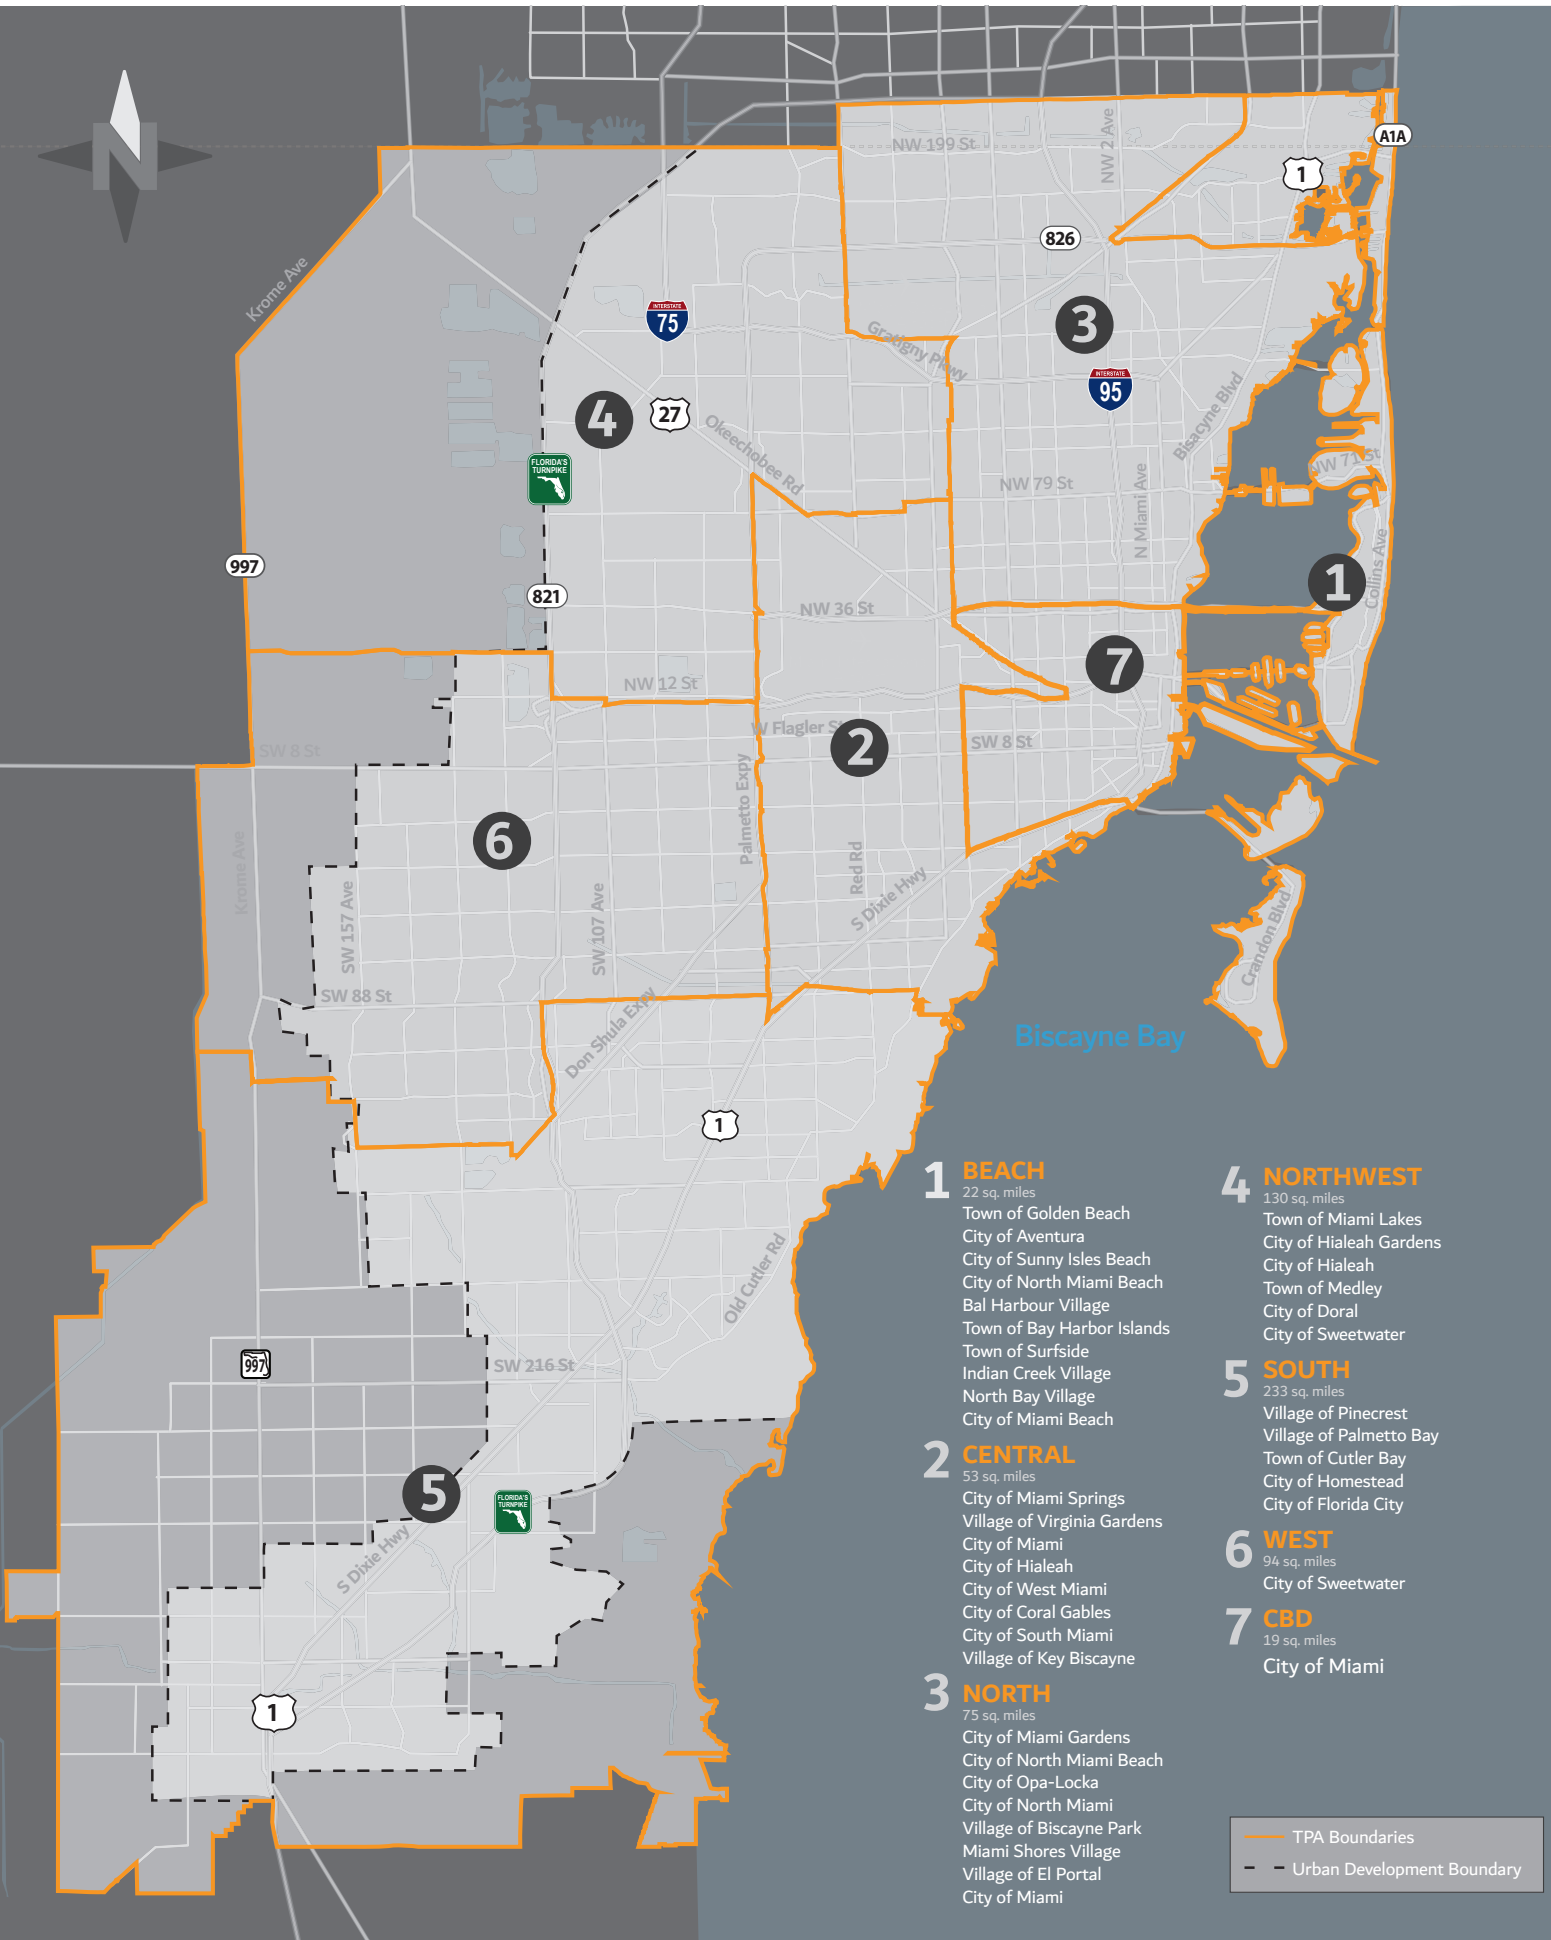 A1A
NW 199 St
NW 2 Ave
1
N
826
Krome Ave
INTERSTATE
75
3
Gratigny Pkwy
INTERSTATE
95
4
27
Okeechobee Rd
Bisacyne Blvd
FLORIDA'S
TURNPIKE
NW 71 St
NW 79 St
N Miami Ave
997
821
1
Collins Ave
NW 36 St
7
NW 12 St
W Flagler St
2
SW 8 St
SW 8 St
Palmetto Expy
6
Krome Ave
Red Rd
SW 157 Ave
SW 107 Ave
S Dixie Hwy
Crandon Blvd
SW 88 St
Don Shula Expy
Biscayne Bay
1
Old Cutler Rd
997
SW 216 St
5
FLORIDA'S
TURNPIKE
S Dixie Hwy
1
1 BEACH
22 sq. miles
Town of Golden Beach
City of Aventura
City of Sunny Isles Beach
City of North Miami Beach
Bal Harbour Village
Town of Bay Harbor Islands
Town of Surfside
Indian Creek Village
North Bay Village
City of Miami Beach
2 CENTRAL
53 sq. miles
City of Miami Springs
Village of Virginia Gardens
City of Miami
City of Hialeah
City of West Miami
City of Coral Gables
City of South Miami
Village of Key Biscayne
3 NORTH
75 sq. miles
City of Miami Gardens
City of North Miami Beach
City of Opa-Locka
City of North Miami
Village of Biscayne Park
Miami Shores Village
Village of El Portal
City of Miami
4 NORTHWEST
130 sq. miles
Town of Miami Lakes
City of Hialeah Gardens
City of Hialeah
Town of Medley
City of Doral
City of Sweetwater
5 SOUTH
233 sq. miles
Village of Pinecrest
Village of Palmetto Bay
Town of Cutler Bay
City of Homestead
City of Florida City
6 WEST
94 sq. miles
City of Sweetwater
7 CBD
19 sq. miles
City of Miami
TPA Boundaries
Urban Development Boundary